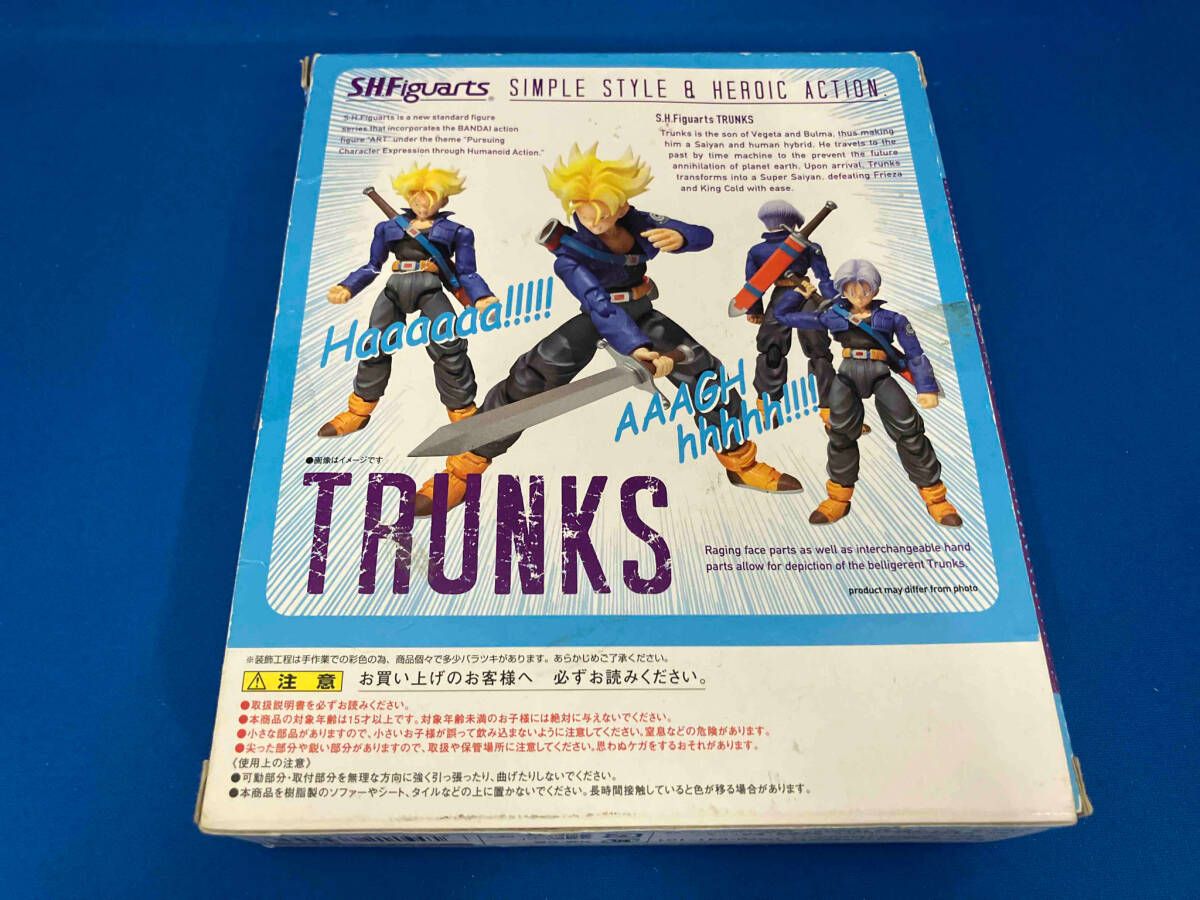 S.H.Figuarts® SIMPLE STYLE & HEROIC ACTION.
S.H.Figuarts is a new standard figure
series that incorporates the BANDAI action
figure "ART" under the theme "Pursuing
Character Expression through Humanoid Action."
S.H.Figuarts TRUNKS
Trunks is the son of Vegeta and Bulma, thus making
him a Saiyan and human hybrid. He travels to the
past by time machine to the prevent the future
annihilation of planet earth. Upon arrival, Trunks
transforms into a Super Saiyan, defeating Frieza
and King Cold with ease.
Haaaaaaa!!!!!
AAAGH
hhhhh!!!!
●画像はイメージです
TRUNKS
Raging face parts as well as interchangeable hand
parts allow for depiction of the belligerent Trunks.
product may differ from photo
※装飾工程は手作業での彩色の為、商品個々で多少バラツキがあります。あらかじめご了承ください。
注意 お買い上げのお客様へ 必ずお読みください。
●取扱説明書を必ずお読みください。
●本商品の対象年齢は15才以上です。対象年齢未満のお子様には絶対に与えないでください。
●小さな部品がありますので、小さいお子様が誤って飲み込まないように注意してください。窒息などの危険があります。
●尖った部分や鋭い部分がありますので、取扱や保管場所に注意してください。思わぬケガをするおそれがあります。
〈使用上の注意〉
●可動部分・取付部分を無理な方向に強く引っ張ったり、曲げたりしないでください。
●本商品を樹脂製のソファーやシート、タイルなどの上に置かないでください。長時間接触していると色が移る場合があります。